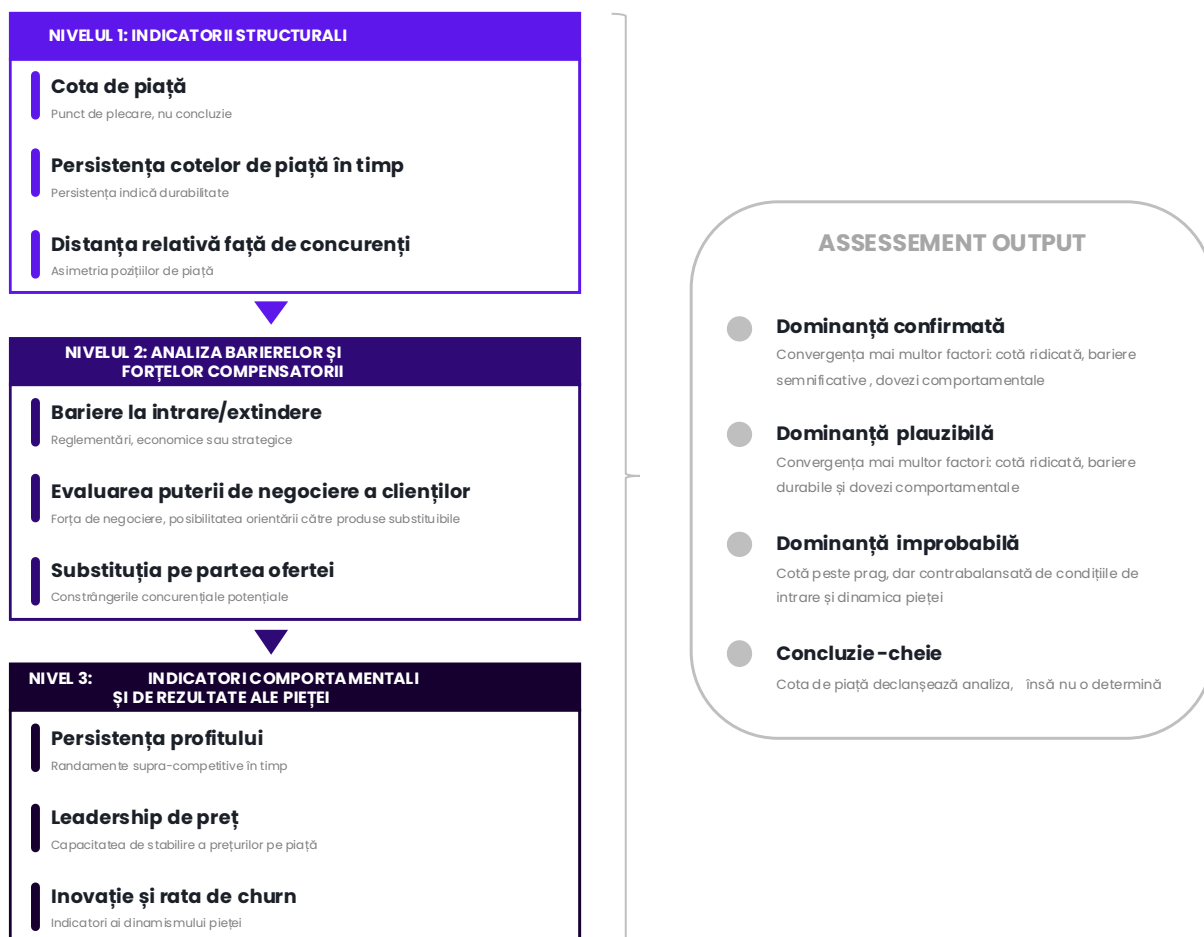 NIVELUL 1: INDICATORII STRUCTURALI
Cota de piață
Punct de plecare, nu concluzie
Persistența cotelor de piață în timp
Persistența indică durabilitate
Distanța relativă față de concurenți
Asimetria pozițiilor de piață
NIVELUL 2: ANALIZA BARIERELOR ȘI
FORȚELOR COMPENSATORII
Bariere la intrare/extindere
Reglementări, economice sau strategice
Evaluarea puterii de negociere a clienților
Forța de negociere, posibilitatea orientării către produse substituibile
Substituția pe partea ofertei
Constrângerile concurențiale potențiale
NIVEL 3: INDICATORI COMPORTAMENTALI
ȘI DE REZULTATE ALE PIEȚEI
Persistența profitului
Randamente supra-competitive în timp
Leadership de preț
Capacitatea de stabilire a prețurilor pe piață
Inovație și rata de churn
Indicatori ai dinamismului pieței
ASSESSEMENT OUTPUT
Dominanță confirmată
Convergența mai multor factori: cotă ridicată, bariere
semnificative, dovezi comportamentale
Dominanță plauzibilă
Convergența mai multor factori: cotă ridicată, bariere
durabile și dovezi comportamentale
Dominanță improbabilă
Cotă peste prag, dar contrabalansată de condițiile de
intrare și dinamica pieței
Concluzie-cheie
Cota de piață declanșează analiza, însă nu o determină